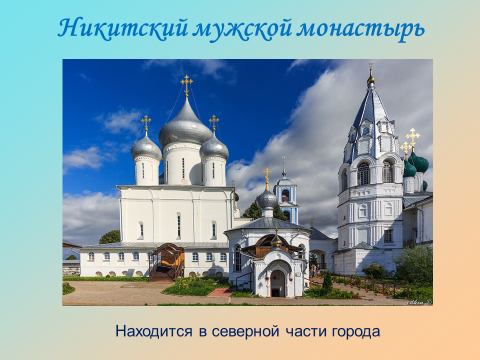 Никитский мужской монастырь
Находится в северной части города